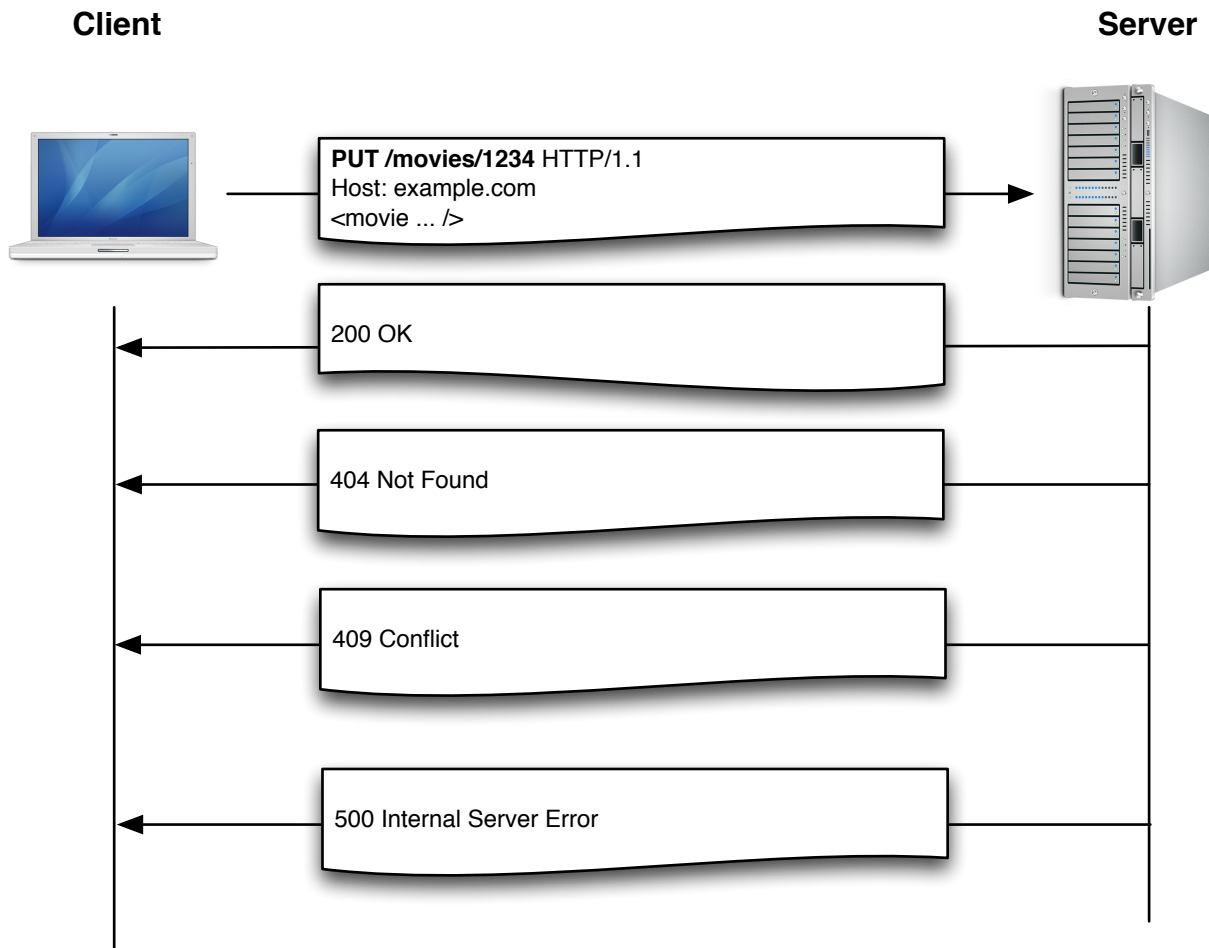 Client
Server
PUT /movies/1234 HTTP/1.1
Host: example.com
<movie ... />
200 OK
404 Not Found
409 Conflict
500 Internal Server Error